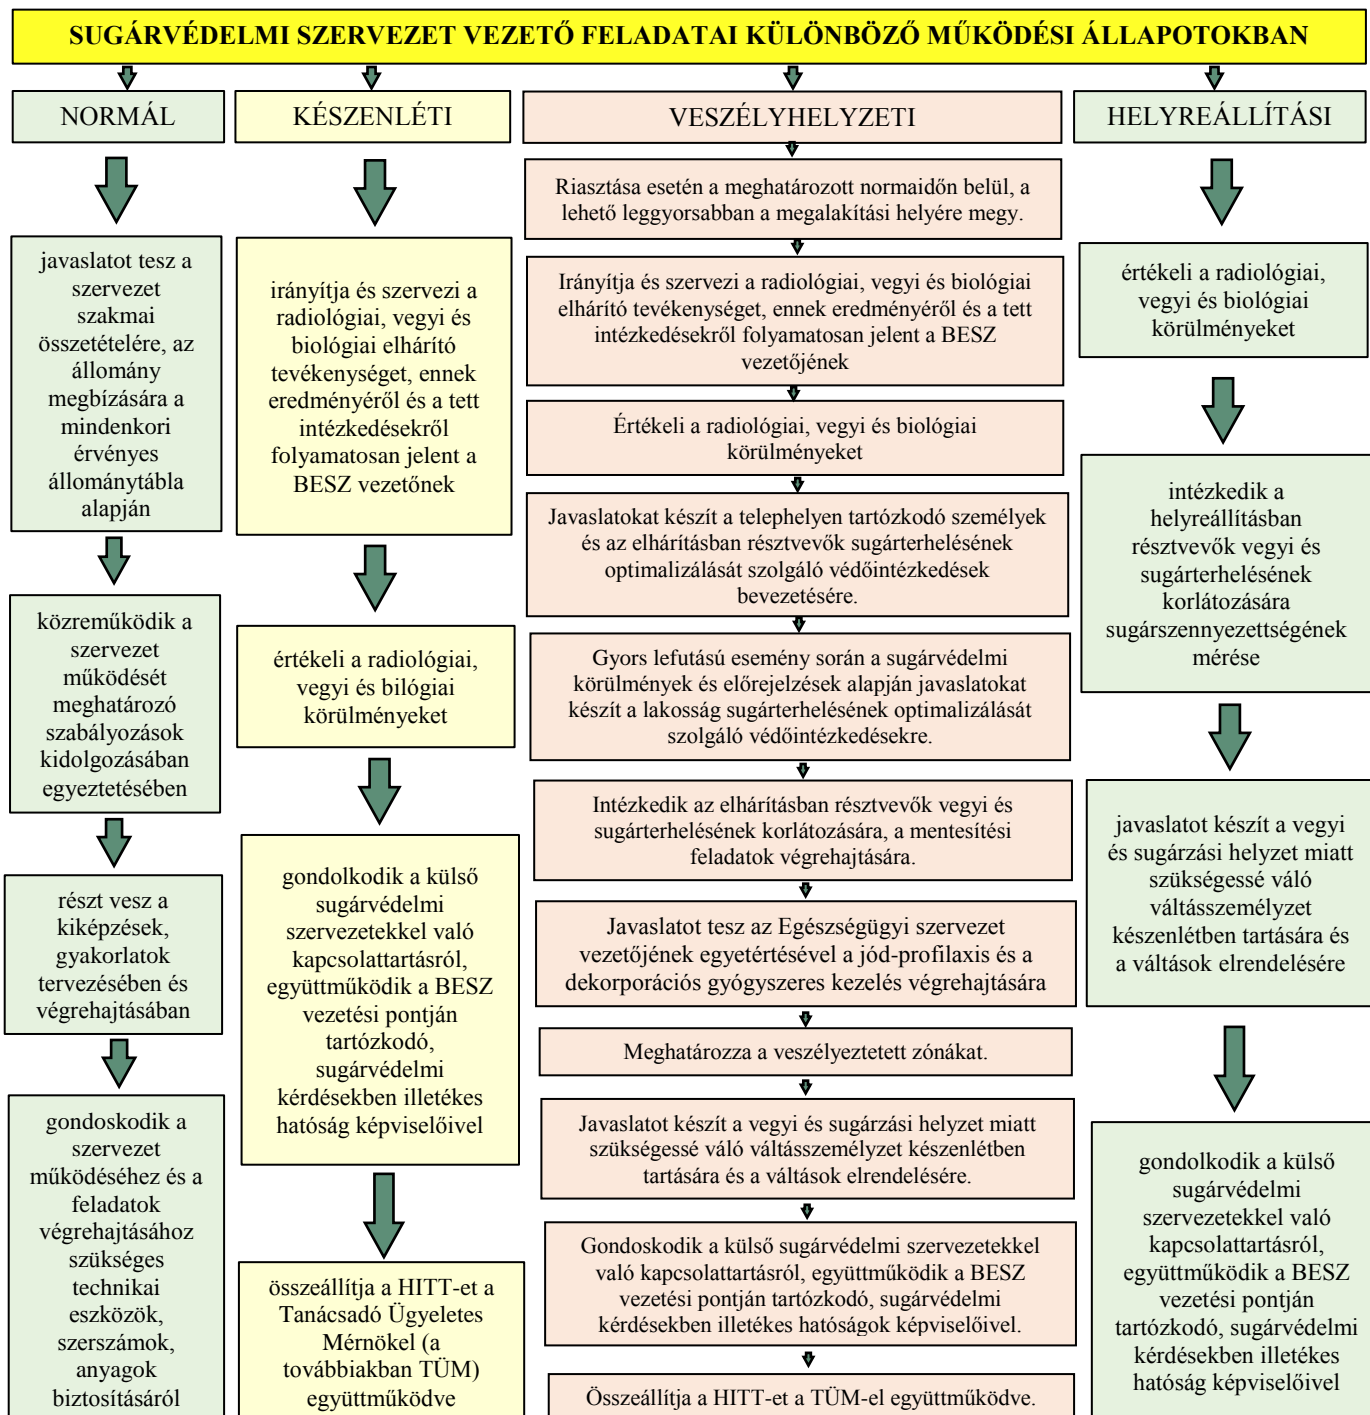 SUGÁRVÉDELMI SZERVEZET VEZETŐ FELADATAI KÜLÖNBÖZŐ MŰKÖDÉSI ÁLLAPOTOKBAN
NORMÁL
javaslatot tesz a
szervezet
szakmai
összetételére, az
állomány
megbízására a
mindenkori
érvényes
állománytábla
alapján
közreműködik a
szervezet
működését
meghatározó
szabályozások
kidolgozásában
egyeztetésében
részt vesz a
kiképzések,
gyakorlatok
tervezésében és
végrehajtásában
gondoskodik a
szervezet
működéséhez és a
feladatok
végrehajtásához
szükséges
technikai
eszközök,
szerszámok,
anyagok
biztosításáról
KÉSZENLÉTI
irányítja és szervezi a
radiológiai, vegyi és
biológiai elhárító
tevékenységet, ennek
eredményéről és a tett
intézkedésekről
folyamatosan jelent a
BESZ vezetőnek
értékeli a radiológiai,
vegyi és bilógiai
körülményeket
gondolkodik a külső
sugárvédelmi
szervezetekkel való
kapcsolattartásról,
együttműködik a BESZ
vezetési pontján
tartózkodó,
sugárvédelmi
kérdésekben illetékes
hatóság képviselőivel
összeállítja a HITT-et a
Tanácsadó Ügyeletes
Mérnökel (a
továbbiakban TÜM)
együttműködve
VESZÉLYHELYZETI
Riasztása esetén a meghatározott normaidőn belül, a
lehető leggyorsabban a megalakítási helyére megy.
Irányítja és szervezi a radiológiai, vegyi és biológiai
elhárító tevékenységet, ennek eredményéről és a tett
intézkedésekről folyamatosan jelent a BESZ
vezetőjének
Értékeli a radiológiai, vegyi és biológiai
körülményeket
Javaslatokat készít a telephelyen tartózkodó személyek
és az elhárításban résztvevők sugárterhelésének
optimalizálását szolgáló védőintézkedések
bevezetésére.
Gyors lefutású esemény során a sugárvédelmi
körülmények és előrejelzések alapján javaslatokat
készít a lakosság sugárterhelésének optimalizálását
szolgáló védőintézkedésekre.
Intézkedik az elhárításban résztvevők vegyi és
sugárterhelésének korlátozására, a mentesítési
feladatok végrehajtására.
Javaslatot tesz az Egészségügyi szervezet
vezetőjének egyetértésével a jód-profilaxis és a
dekorporációs gyógyszeres kezelés végrehajtására
Meghatározza a veszélyeztetett zónákat.
Javaslatot készít a vegyi és sugárzási helyzet miatt
szükségessé váló váltásszemélyzet készenlétben
tartására és a váltások elrendelésére.
Gondoskodik a külső sugárvédelmi szervezetekkel
való kapcsolattartásról, együttműködik a BESZ
vezetési pontján tartózkodó, sugárvédelmi
kérdésekben illetékes hatóságok képviselőivel.
Összeállítja a HITT-et a TÜM-el együttműködve.
HELYREÁLLÍTÁSI
értékeli a radiológiai,
vegyi és biológiai
körülményeket
intézkedik a
helyreállításban
résztvevők vegyi és
sugárterhelésének
korlátozására
sugárszennyezettségének
mérése
javaslatot készít a vegyi
és sugárzási helyzet miatt
szükségessé váló
váltásszemélyzet
készenlétben tartására és
a váltások elrendelésére
gondolkodik a külső
sugárvédelmi
szervezetekkel való
kapcsolattartásról,
együttműködik a BESZ
vezetési pontján
tartózkodó, sugárvédelmi
kérdésekben illetékes
hatóság képviselőivel